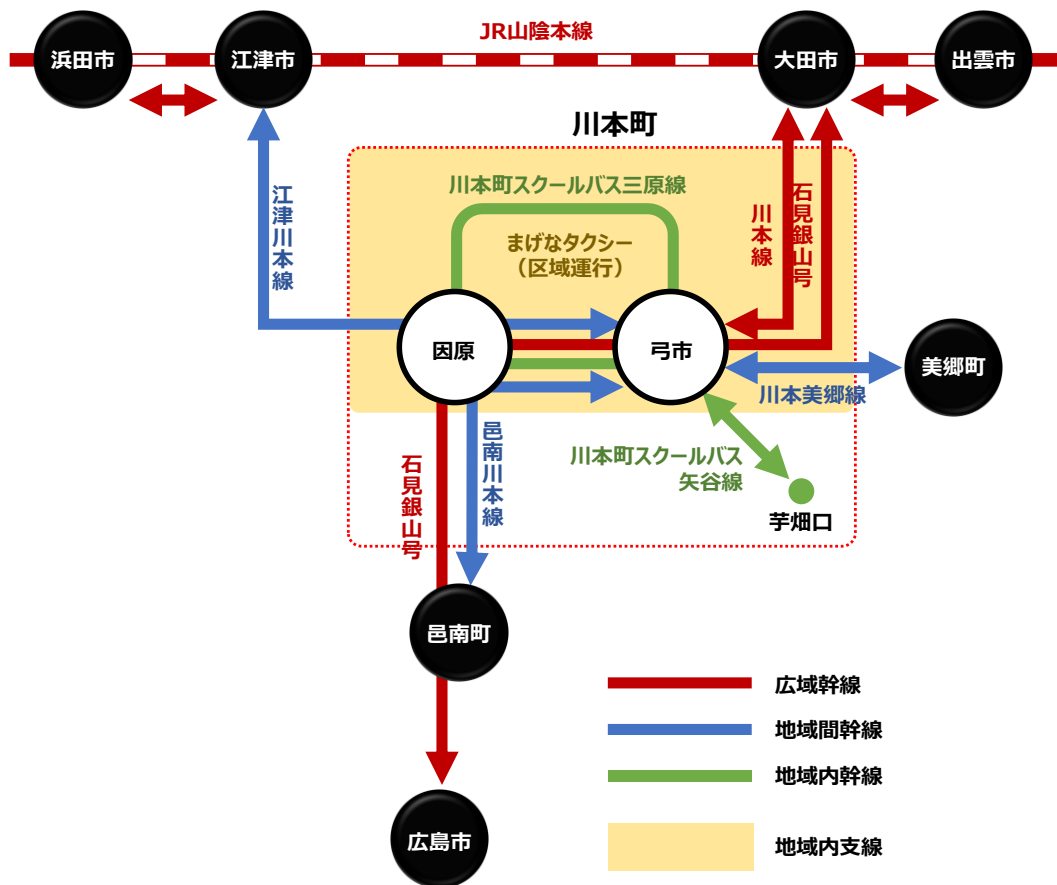 JR山陰本線
浜田市
江津市
大田市
出雲市
川本町
川本町スクールバス三原線
まげなタクシー
（区域運行）
江津川本線
川本線
石見銀山号
因原
弓市
美郷町
川本美郷線
川本町スクールバス
矢谷線
芋畑口
石見銀山号
邑南川本線
邑南町
広島市
広域幹線
地域間幹線
地域内幹線
地域内支線